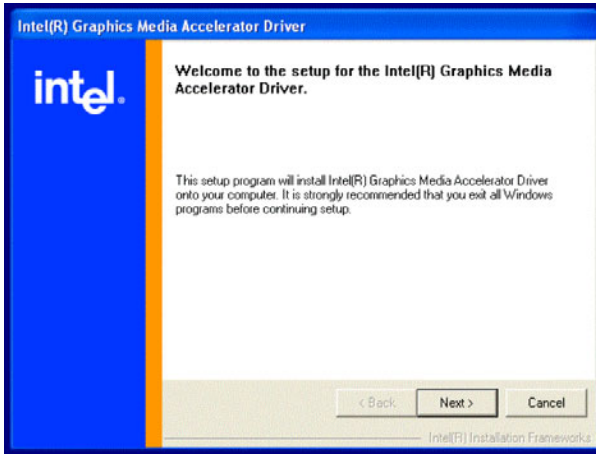 Intel(R) Graphics Media Accelerator Driver
intel.
Welcome to the setup for the Intel(R) Graphics Media
Accelerator Driver.
This setup program will install Intel(R) Graphics Media Accelerator Driver
onto your computer. It is strongly recommended that you exit all Windows
programs before continuing setup.
< Back
Next >
Cancel
Intel(R) Installation Frameworks